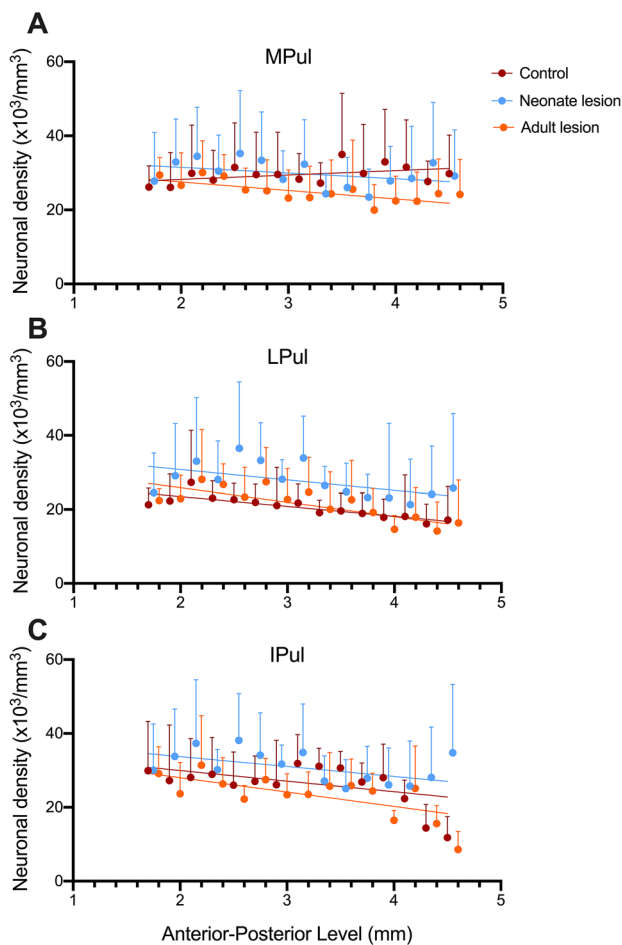 A
MPul
Neuronal density (x10³/mm³)
60
40
20
0
1 2 3 4 5
Control
Neonate lesion
Adult lesion
B
LPul
Neuronal density (x10³/mm³)
60
40
20
0
1 2 3 4 5
C
IPul
Neuronal density (x10³/mm³)
60
40
20
0
1 2 3 4 5
Anterior-Posterior Level (mm)